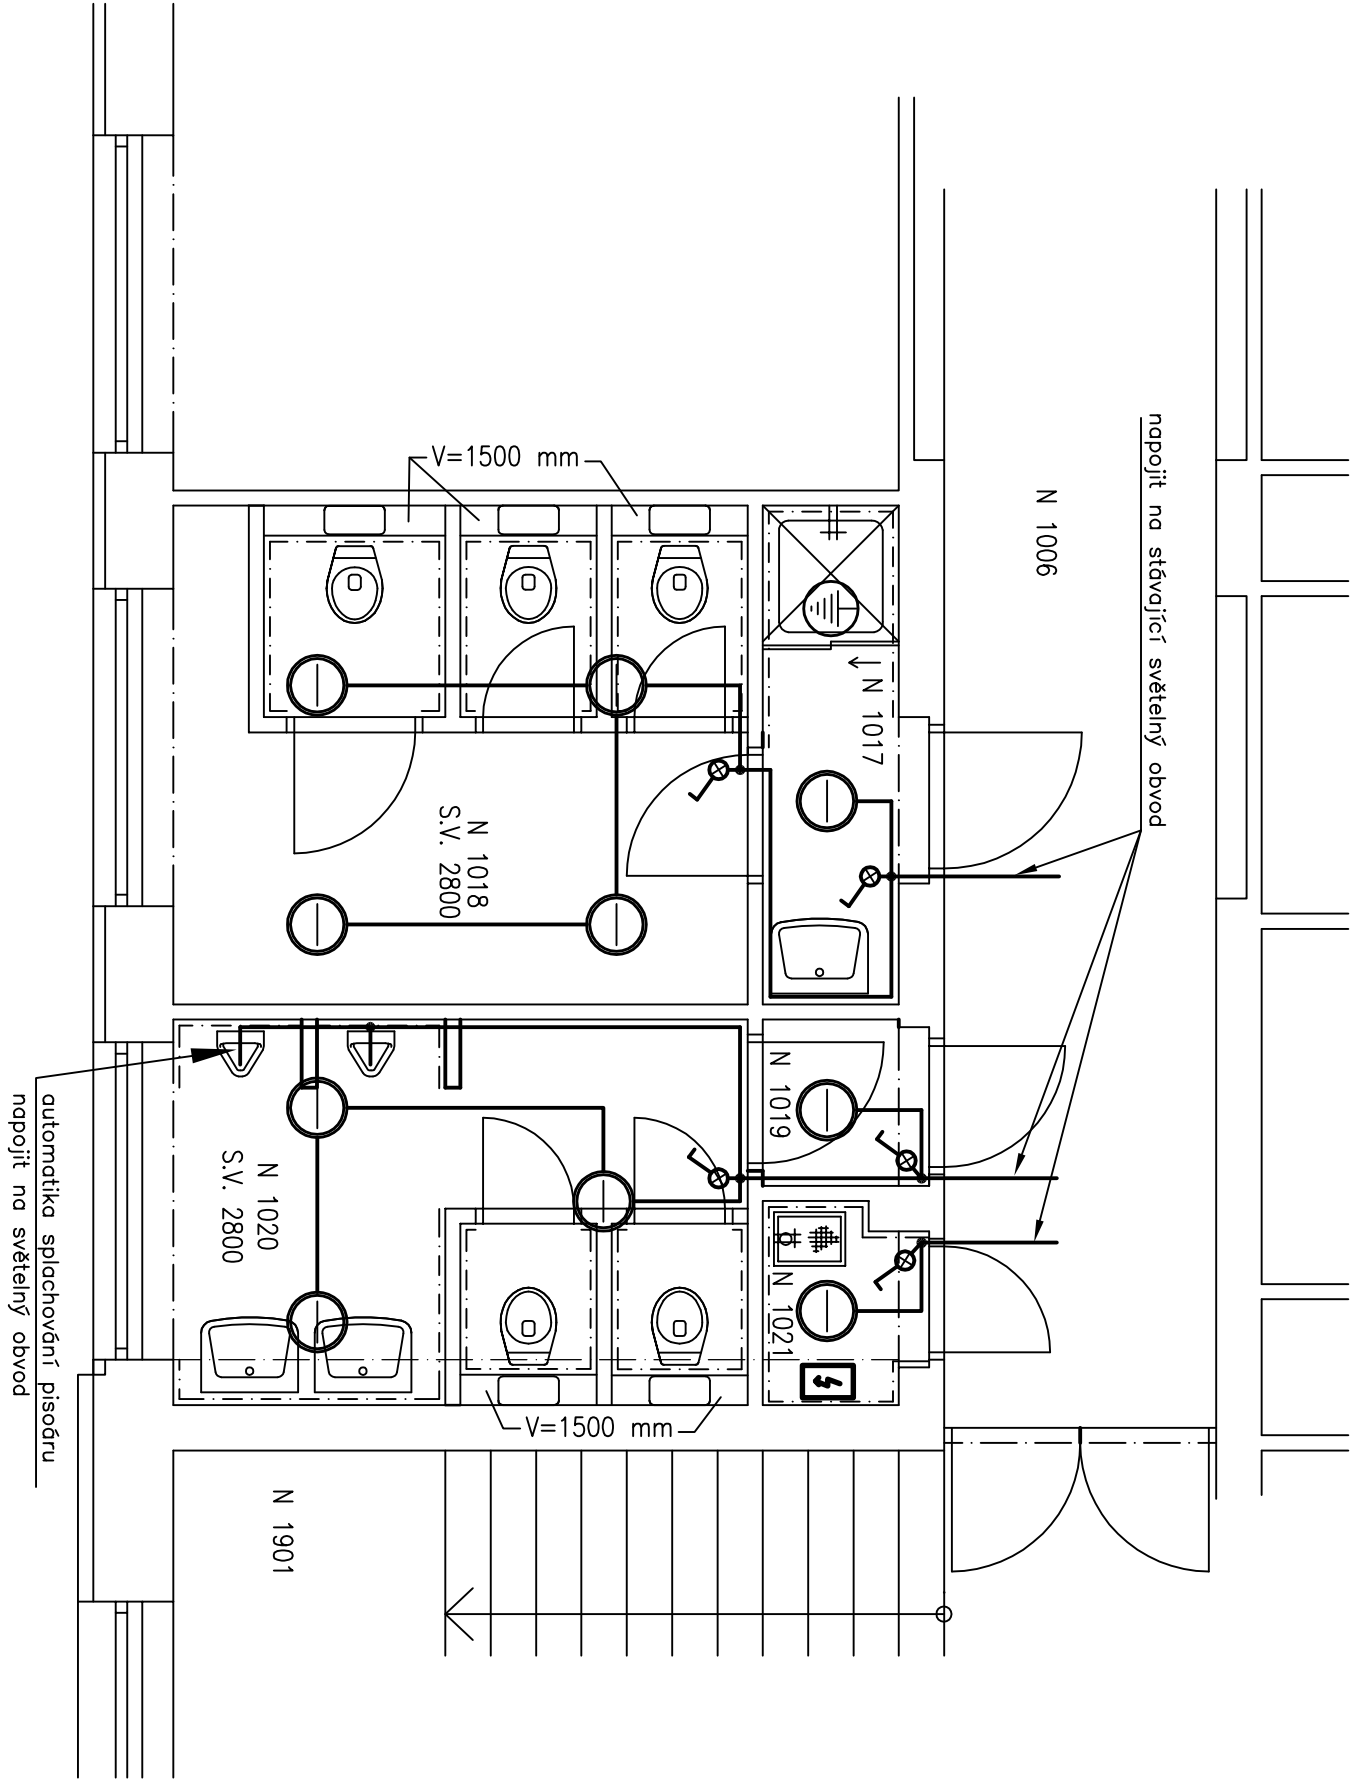 napojit na stávající světelný obvod
N 1006
V=1500 mm
N 1017
N 1018
S.V. 2800
N 1019
N 1020
S.V. 2800
N 1021
V=1500 mm
N 1901
automatika splachování pisoáru
napojit na světelný obvod